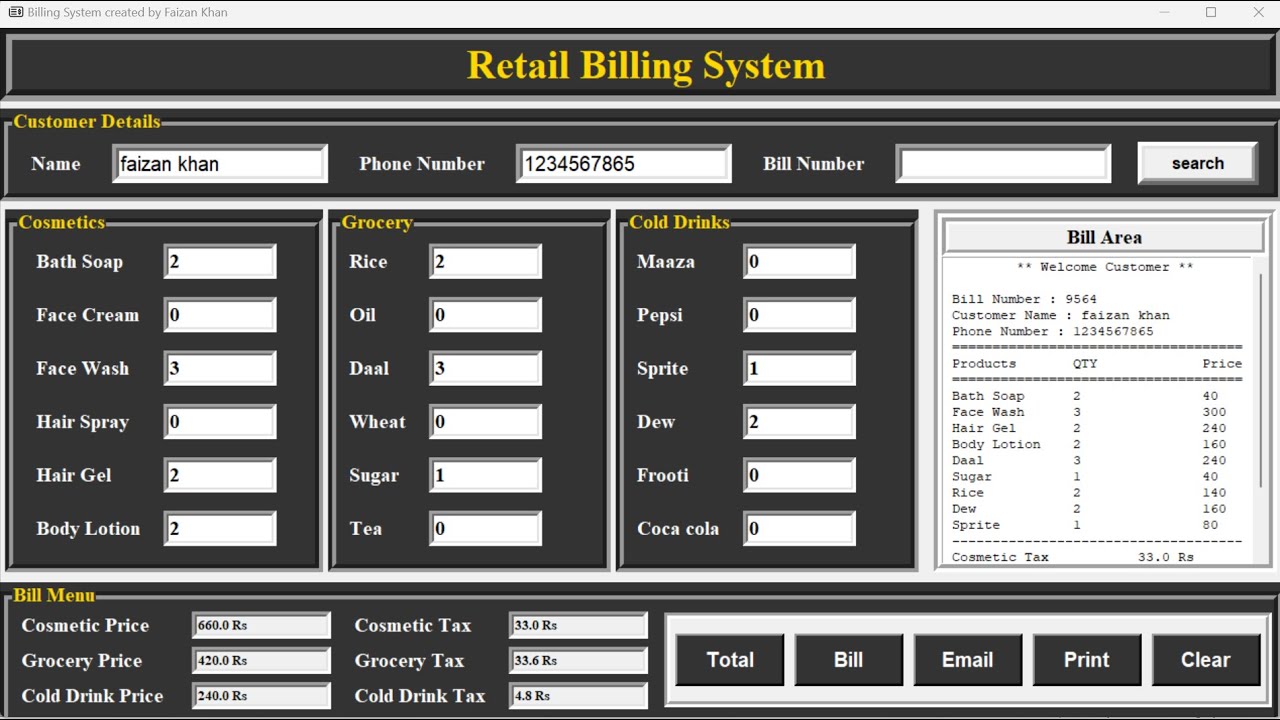 Billing System created by Faizan Khan
Retail Billing System
Customer Details
Name faizan khan Phone Number 1234567865 Bill Number search
Cosmetics
Bath Soap 2
Face Cream 0
Face Wash 3
Hair Spray 0
Hair Gel 2
Body Lotion 2
Grocery
Rice 2
Oil 0
Daal 3
Wheat 0
Sugar 1
Tea 0
Cold Drinks
Maaza 0
Pepsi 0
Sprite 1
Dew 2
Frooti 0
Coca cola 0
Bill Area
** Welcome Customer **
Bill Number : 9564
Customer Name : faizan khan
Phone Number : 1234567865
====================================
Products QTY Price
====================================
Bath Soap 2 40
Face Wash 3 300
Hair Gel 2 240
Body Lotion 2 160
Daal 3 240
Sugar 1 40
Rice 2 140
Dew 2 160
Sprite 1 80
------------------------------------
Cosmetic Tax 33.0 Rs
Bill Menu
Cosmetic Price 660.0 Rs Cosmetic Tax 33.0 Rs
Grocery Price 420.0 Rs Grocery Tax 33.6 Rs
Cold Drink Price 240.0 Rs Cold Drink Tax 4.8 Rs
Total Bill Email Print Clear